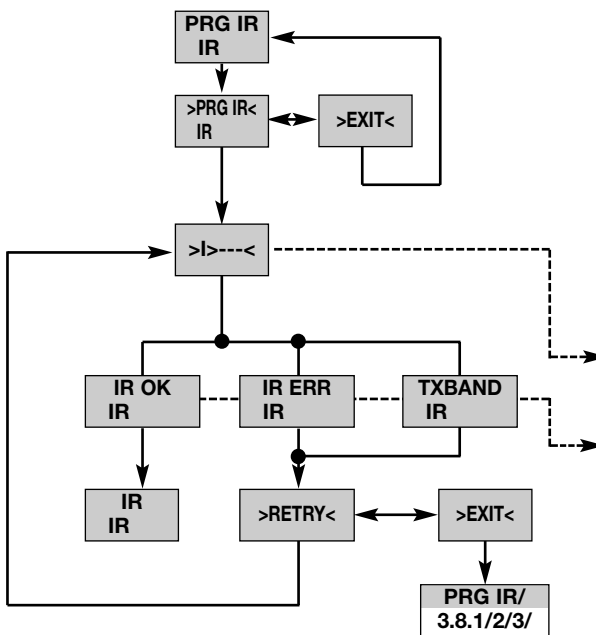 PRG IR
IR
>PRG IR<
IR
>EXIT<
>I>---<
IR OK
IR
IR ERR
IR
TXBAND
IR
IR
IR
>RETRY<
>EXIT<
PRG IR/
3.8.1/2/3/